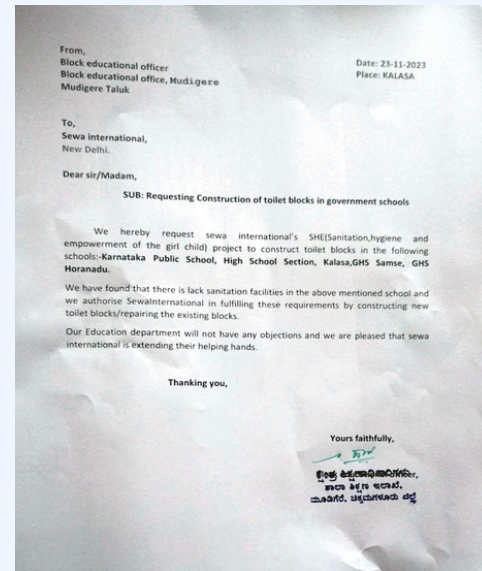 From,
Block educational officer
Block educational office, Mudigere
Mudigere Taluk
Date: 23-11-2023
Place: KALASA
To,
Sewa international,
New Delhi.
Dear sir/Madam,
SUB: Requesting Construction of toilet blocks in government schools
We hereby request sewa international's SHE(Sanitation,hygiene and
empowerment of the girl child) project to construct toilet blocks in the following
schools:-Karnataka Public School, High School Section, Kalasa,GHS Samse, GHS
Horanadu.
We have found that there is lack sanitation facilities in the above mentioned school and
we authorise SewaInternational in fulfilling these requirements by constructing new
toilet blocks/repairing the existing blocks.
Our Education department will not have any objections and we are pleased that sewa
international is extending their helping hands.
Thanking you,
Yours faithfully,
ಶಾಲಾ ಶಿಕ್ಷಣ ಇಲಾಖೆ,
ಮೂಡಿಗೆರೆ, ಚಿಕ್ಕಮಗಳೂರು ಜಿಲ್ಲೆ